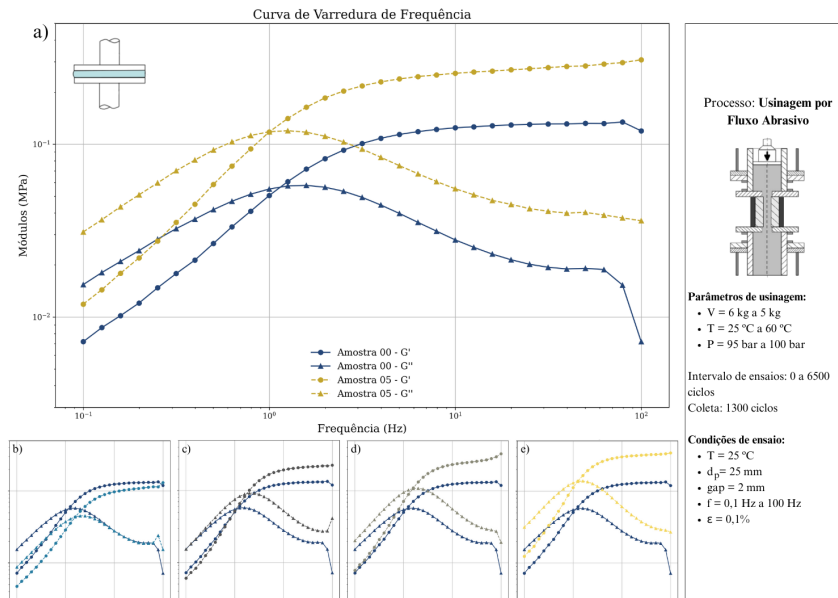 Curva de Varredura de Frequência
a)
Módulos (MPa)
10⁻¹
10⁻²
Amostra 00 - G'
Amostra 00 - G''
Amostra 05 - G'
Amostra 05 - G''
10⁻¹ 10⁰ 10¹ 10²
Frequência (Hz)
b)
c)
d)
e)
Processo: Usinagem por
Fluxo Abrasivo
Parâmetros de usinagem:
• V = 6 kg a 5 kg
• T = 25 ºC a 60 ºC
• P = 95 bar a 100 bar
Intervalo de ensaios: 0 a 6500
ciclos
Coleta: 1300 ciclos
Condições de ensaio:
• T = 25 ºC
• dₚ= 25 mm
• gap = 2 mm
• f = 0,1 Hz a 100 Hz
• ε = 0,1%